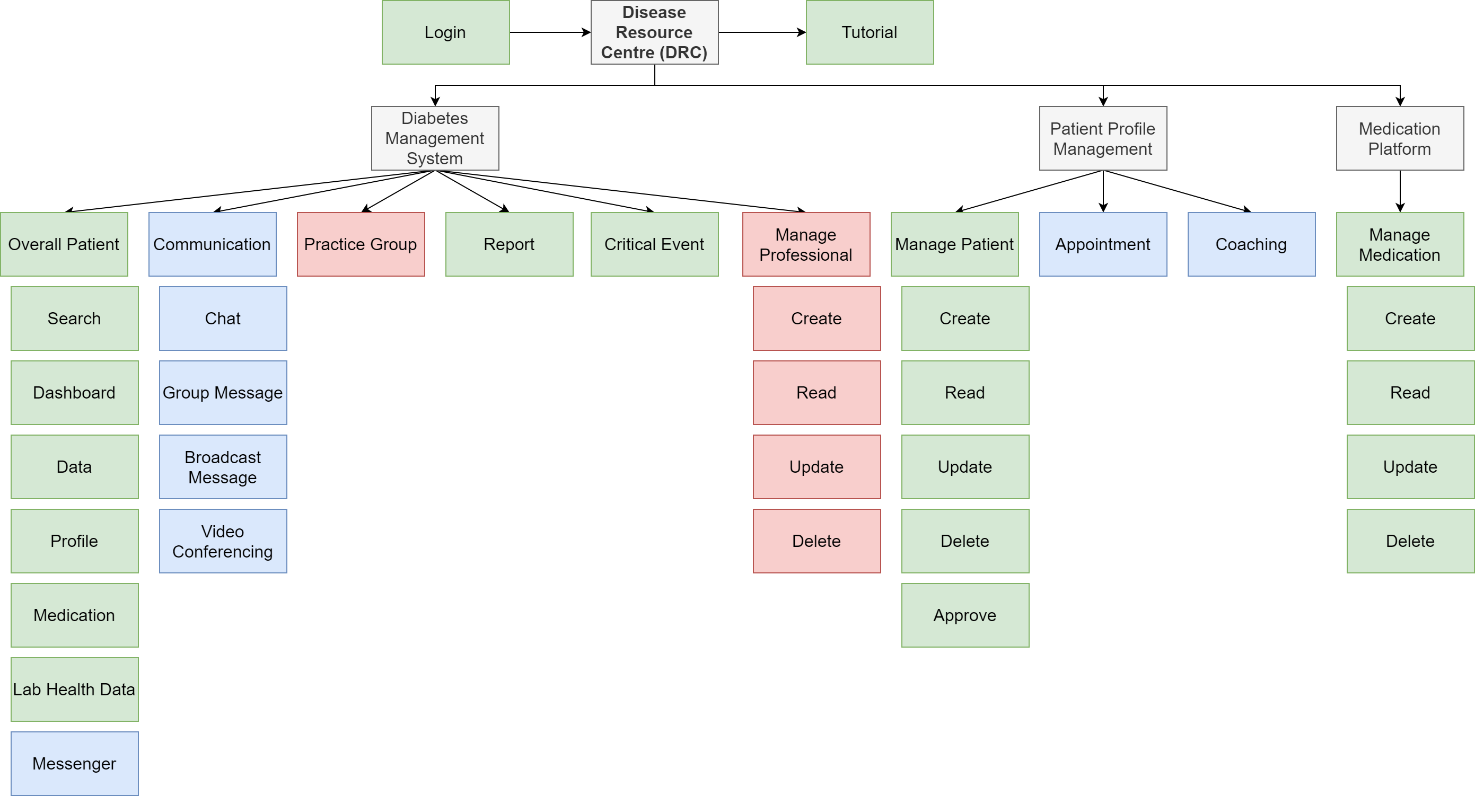 Login
Disease
Resource
Centre (DRC)
Tutorial
Diabetes
Management
System
Patient Profile
Management
Medication
Platform
Overall Patient
Communication
Practice Group
Report
Critical Event
Manage
Professional
Manage Patient
Appointment
Coaching
Manage
Medication
Search
Chat
Create
Create
Create
Dashboard
Group Message
Read
Read
Read
Data
Broadcast
Message
Update
Update
Update
Profile
Video
Conferencing
Delete
Delete
Delete
Medication
Approve
Lab Health Data
Messenger